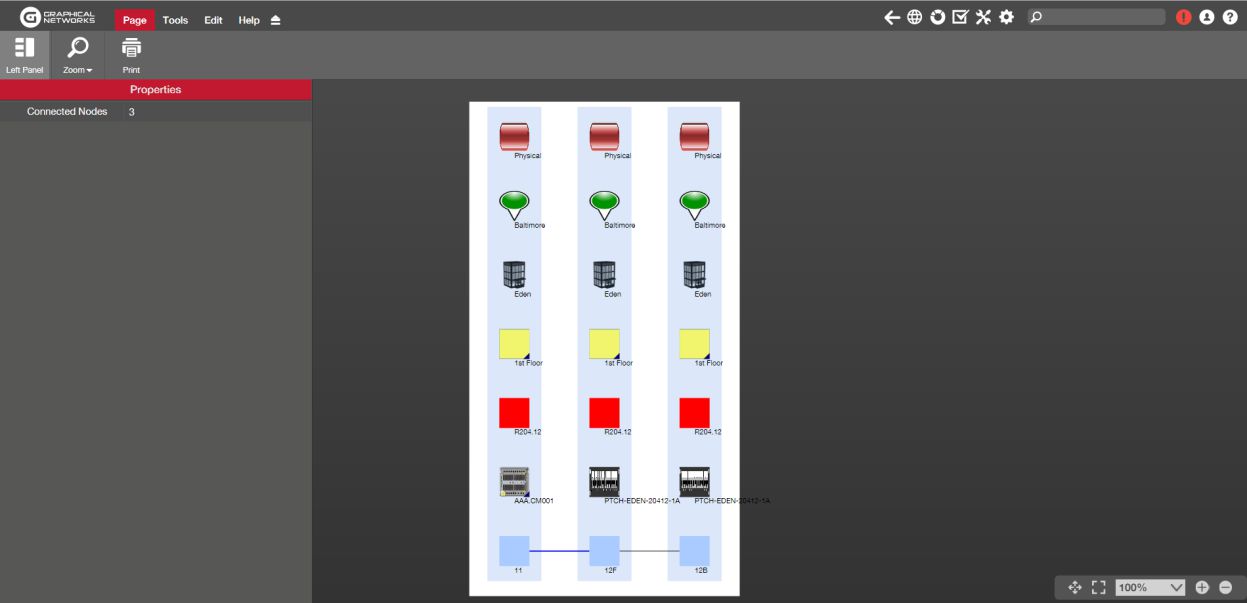 GRAPHICAL
NETWORKS
Page Tools Edit Help
Left Panel Zoom Print
Properties
Connected Nodes 3
Physical Physical Physical
Baltimore Baltimore Baltimore
Eden Eden Eden
1st Floor 1st Floor 1st Floor
R204.12 R204.12 R204.12
AAA.CM001 PTCH-EDEN-20412-1A PTCH-EDEN-20412-1A
11 12F 12B
100%